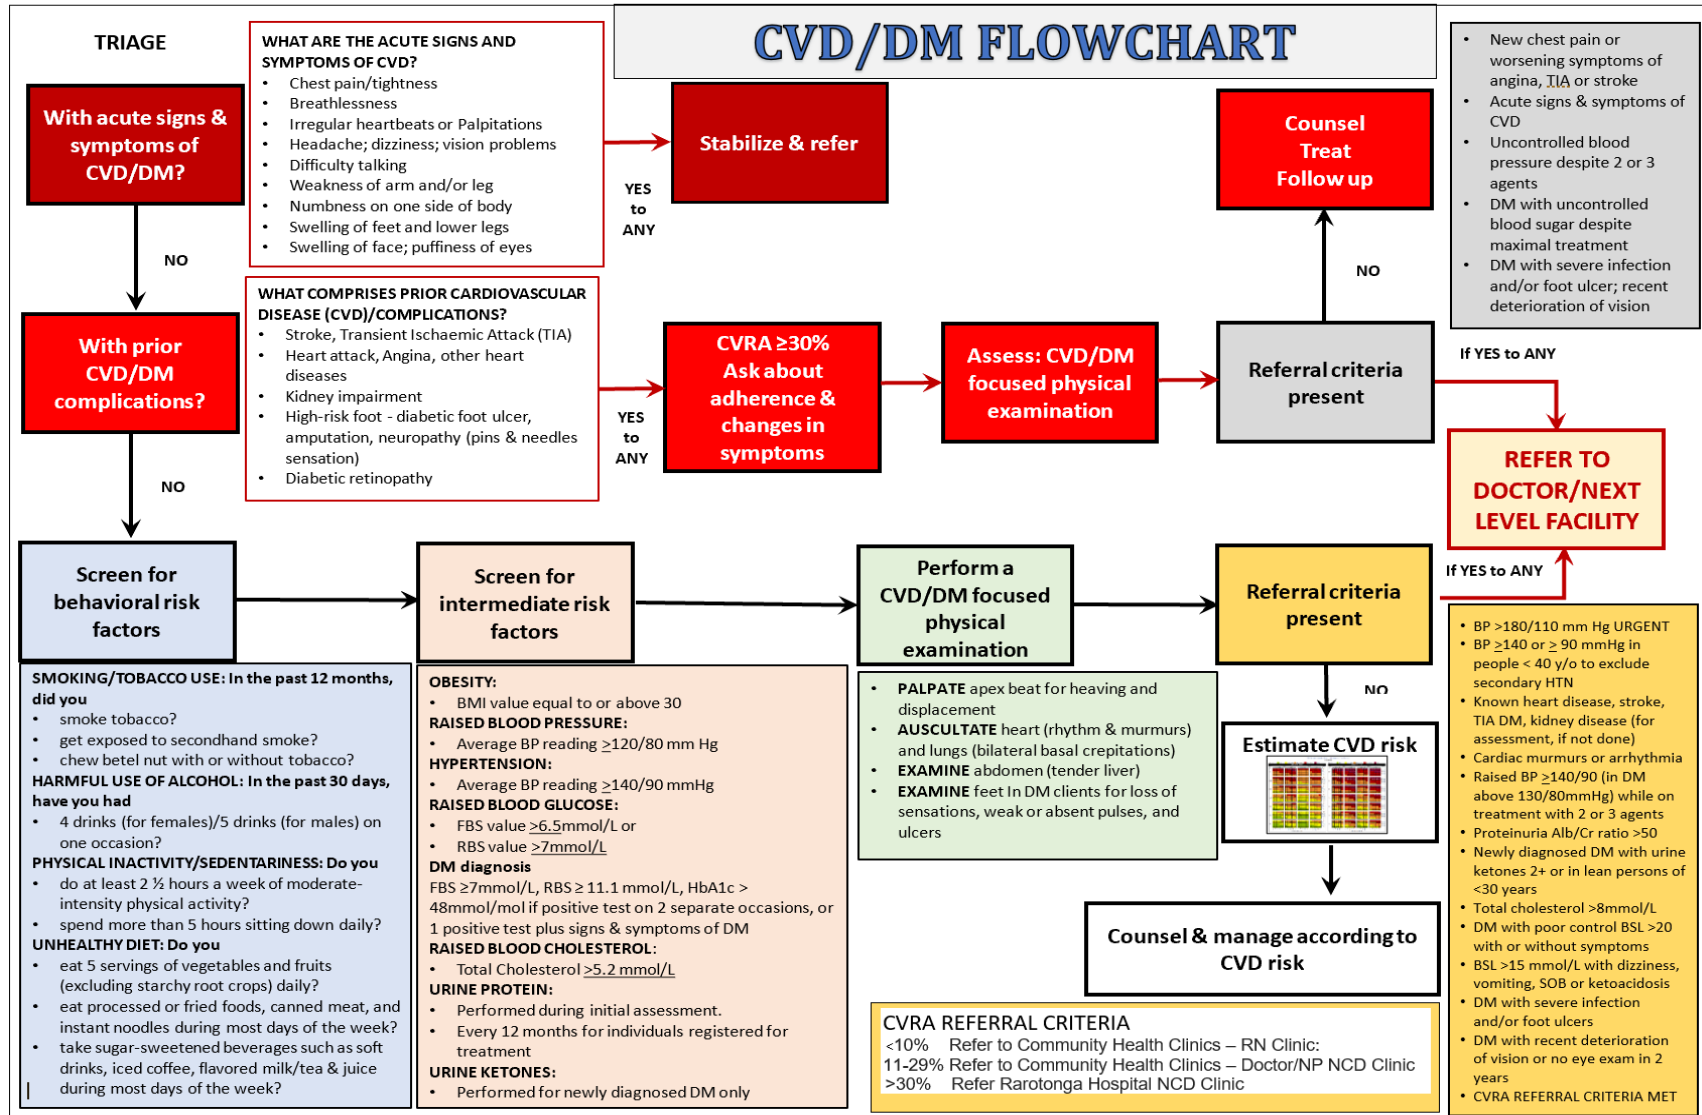 CVD/DM FLOWCHART
TRIAGE
With acute signs &
symptoms of
CVD/DM?
WHAT ARE THE ACUTE SIGNS AND
SYMPTOMS OF CVD?
• Chest pain/tightness
• Breathlessness
• Irregular heartbeats or Palpitations
• Headache; dizziness; vision problems
• Difficulty talking
• Weakness of arm and/or leg
• Numbness on one side of body
• Swelling of feet and lower legs
• Swelling of face; puffiness of eyes
YES
to
ANY
Stabilize & refer
NO
With prior
CVD/DM
complications?
WHAT COMPRISES PRIOR CARDIOVASCULAR
DISEASE (CVD)/COMPLICATIONS?
• Stroke, Transient Ischaemic Attack (TIA)
• Heart attack, Angina, other heart
diseases
• Kidney impairment
• High-risk foot - diabetic foot ulcer,
amputation, neuropathy (pins & needles
sensation)
• Diabetic retinopathy
YES
to
ANY
CVRA ≥30%
Ask about
adherence &
changes in
symptoms
Assess: CVD/DM
focused physical
examination
Referral criteria
present
NO
Counsel
Treat
Follow up
• New chest pain or
worsening symptoms of
angina, TIA or stroke
• Acute signs & symptoms of
CVD
• Uncontrolled blood
pressure despite 2 or 3
agents
• DM with uncontrolled
blood sugar despite
maximal treatment
• DM with severe infection
and/or foot ulcer; recent
deterioration of vision
If YES to ANY
REFER TO
DOCTOR/NEXT
LEVEL FACILITY
If YES to ANY
NO
Screen for
behavioral risk
factors
SMOKING/TOBACCO USE: In the past 12 months,
did you
• smoke tobacco?
• get exposed to secondhand smoke?
• chew betel nut with or without tobacco?
HARMFUL USE OF ALCOHOL: In the past 30 days,
have you had
• 4 drinks (for females)/5 drinks (for males) on
one occasion?
PHYSICAL INACTIVITY/SEDENTARINESS: Do you
• do at least 2 ½ hours a week of moderate-
intensity physical activity?
• spend more than 5 hours sitting down daily?
UNHEALTHY DIET: Do you
• eat 5 servings of vegetables and fruits
(excluding starchy root crops) daily?
• eat processed or fried foods, canned meat, and
instant noodles during most days of the week?
• take sugar-sweetened beverages such as soft
drinks, iced coffee, flavored milk/tea & juice
during most days of the week?
Screen for
intermediate risk
factors
OBESITY:
• BMI value equal to or above 30
RAISED BLOOD PRESSURE:
• Average BP reading ≥120/80 mm Hg
HYPERTENSION:
• Average BP reading ≥140/90 mmHg
RAISED BLOOD GLUCOSE:
• FBS value ≥6.5mmol/L or
• RBS value ≥7mmol/L
DM diagnosis
FBS ≥7mmol/L, RBS ≥ 11.1 mmol/L, HbA1c >
48mmol/mol if positive test on 2 separate occasions, or
1 positive test plus signs & symptoms of DM
RAISED BLOOD CHOLESTEROL:
• Total Cholesterol ≥5.2 mmol/L
URINE PROTEIN:
• Performed during initial assessment.
• Every 12 months for individuals registered for
treatment
URINE KETONES:
• Performed for newly diagnosed DM only
Perform a
CVD/DM focused
physical
examination
• PALPATE apex beat for heaving and
displacement
• AUSCULTATE heart (rhythm & murmurs)
and lungs (bilateral basal crepitations)
• EXAMINE abdomen (tender liver)
• EXAMINE feet In DM clients for loss of
sensations, weak or absent pulses, and
ulcers
Referral criteria
present
NO
Estimate CVD risk
Counsel & manage according to
CVD risk
CVRA REFERRAL CRITERIA
<10% Refer to Community Health Clinics – RN Clinic:
11-29% Refer to Community Health Clinics – Doctor/NP NCD Clinic
>30% Refer Rarotonga Hospital NCD Clinic
• BP >180/110 mm Hg URGENT
• BP ≥140 or ≥ 90 mmHg in
people < 40 y/o to exclude
secondary HTN
• Known heart disease, stroke,
TIA DM, kidney disease (for
assessment, if not done)
• Cardiac murmurs or arrhythmia
• Raised BP ≥140/90 (in DM
above 130/80mmHg) while on
treatment with 2 or 3 agents
• Proteinuria Alb/Cr ratio >50
• Newly diagnosed DM with urine
ketones 2+ or in lean persons of
<30 years
• Total cholesterol >8mmol/L
• DM with poor control BSL >20
with or without symptoms
• BSL >15 mmol/L with dizziness,
vomiting, SOB or ketoacidosis
• DM with severe infection
and/or foot ulcers
• DM with recent deterioration
of vision or no eye exam in 2
years
• CVRA REFERRAL CRITERIA MET